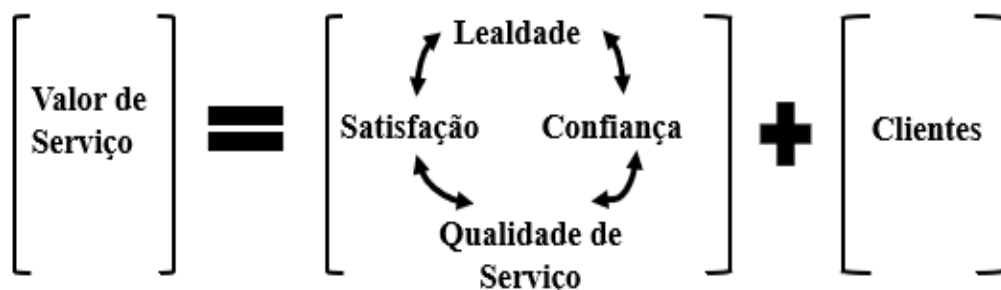 Valor de
Serviço
=
Lealdade
Satisfação
Confiança
Qualidade de
Serviço
+
Clientes